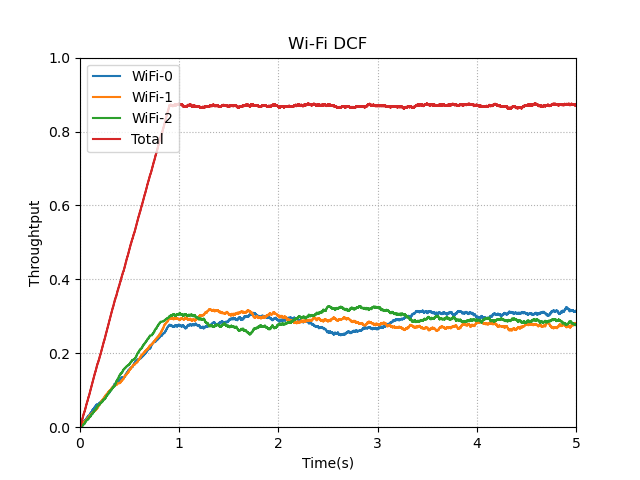 Wi-Fi DCF
1.0
0.8
0.6
0.4
0.2
0.0
Throughtput
WiFi-0
WiFi-1
WiFi-2
Total
0 1 2 3 4 5
Time(s)